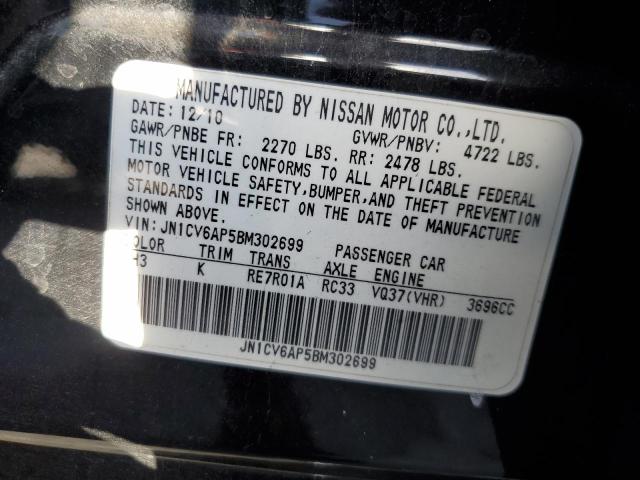 MANUFACTURED BY NISSAN MOTOR CO.,LTD.
DATE: 12/10 GVWR/PNBV: 4722 LBS.
GAWR/PNBE FR: 2270 LBS. RR: 2478 LBS.
THIS VEHICLE CONFORMS TO ALL APPLICABLE FEDERAL
MOTOR VEHICLE SAFETY,BUMPER,AND THEFT PREVENTION
STANDARDS IN EFFECT ON THE DATE OF MANUFACTURE
SHOWN ABOVE.
VIN: JN1CV6AP5BM302699 PASSENGER CAR
COLOR TRIM TRANS AXLE ENGINE
H3 K RE7R01A RC33 VQ37(VHR) 3696CC
JN1CV6AP5BM302699